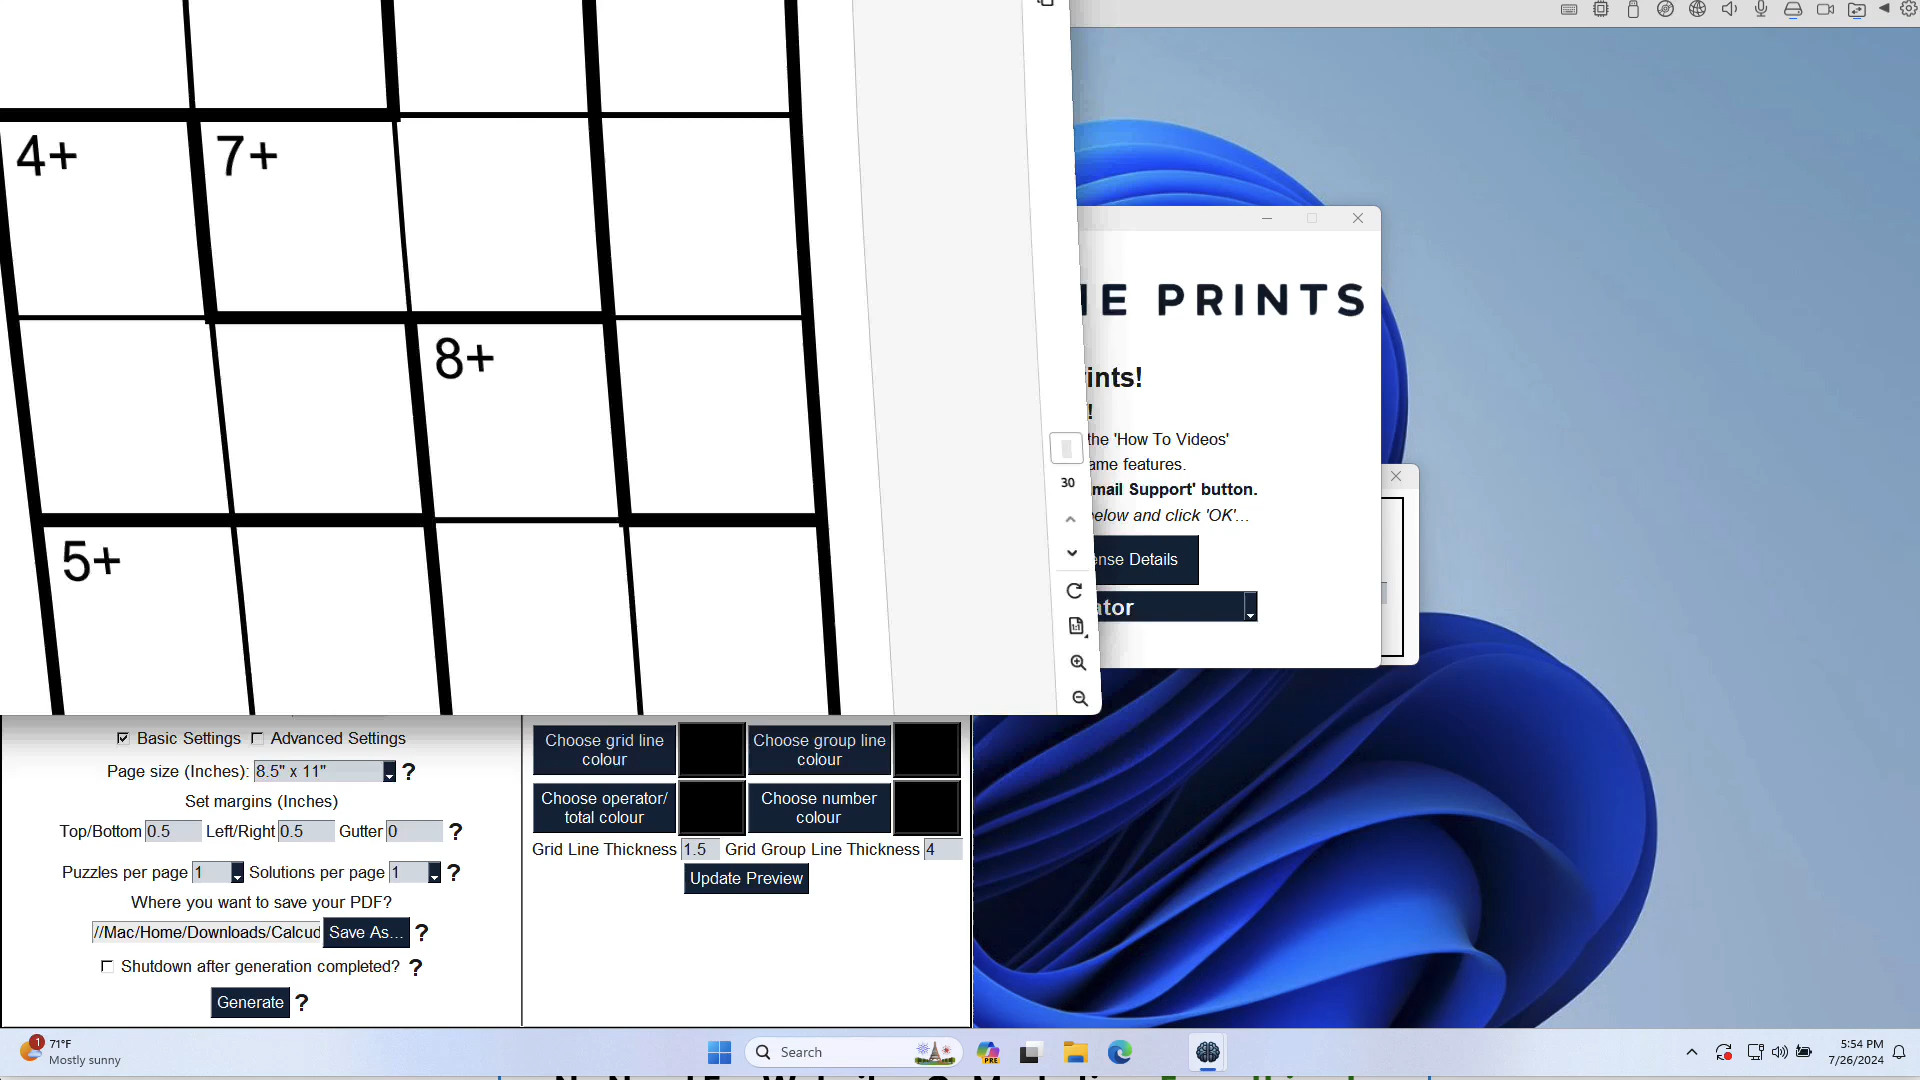 4+ 7+
8+
5+
30
IE PRINTS
ints!
!
the 'How To Videos'
ame features.
mail Support' button.
elow and click 'OK'...
ense Details
ator
Basic Settings Advanced Settings
Page size (Inches): 8.5" x 11" ?
Set margins (Inches)
Top/Bottom 0.5 Left/Right 0.5 Gutter 0 ?
Puzzles per page 1 Solutions per page 1 ?
Where you want to save your PDF?
//Mac/Home/Downloads/Calcud Save As... ?
Shutdown after generation completed? ?
Generate ?
Choose grid line colour
Choose group line colour
Choose operator/ total colour
Choose number colour
Grid Line Thickness 1.5 Grid Group Line Thickness 4
Update Preview
1
71°F
Mostly sunny
Search
PRE
5:54 PM
7/26/2024